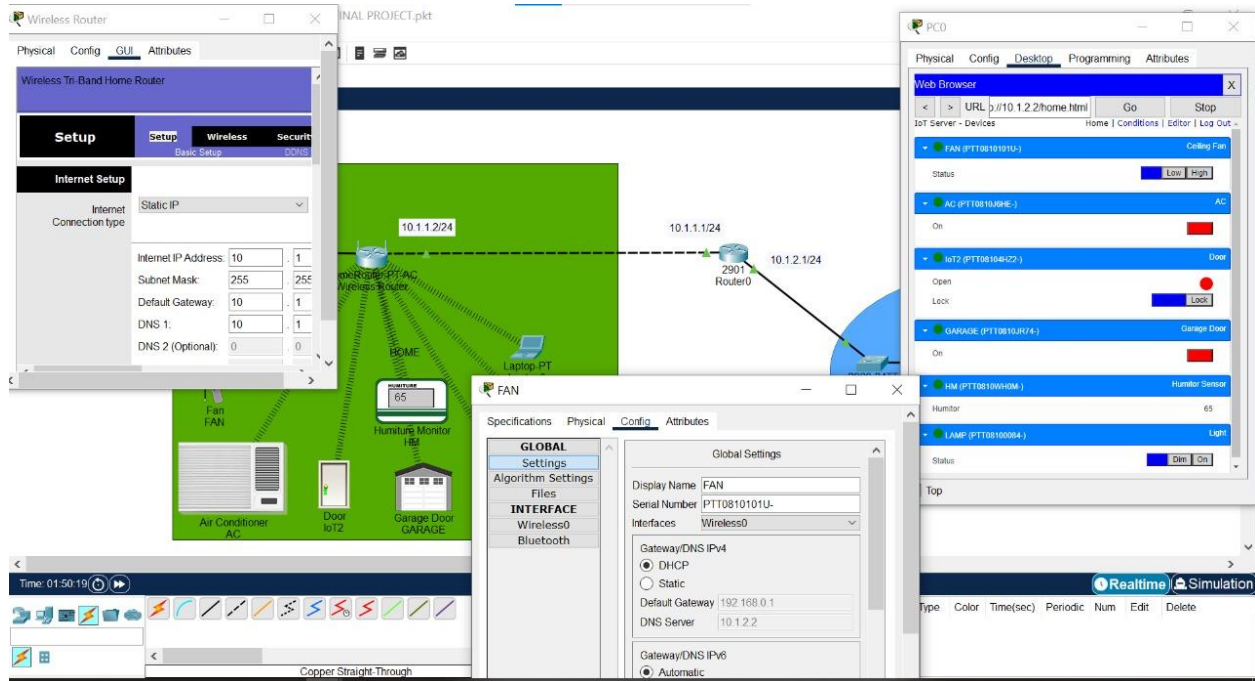 Wireless Router
Physical Config GUI Attributes
Wireless Tri-Band Home Router
Setup
Setup Wireless Securit
Basic Setup DDNS
Internet Setup
Internet Connection type
Static IP
Internet IP Address: 10 . 1
Subnet Mask: 255 . 255
Default Gateway: 10 . 1
DNS 1: 10 . 1
DNS 2 (Optional): 0 . 0
INAL PROJECT.pkt
10.1.1.2/24
10.1.1.1/24
10.1.2.1/24
2901
Router0
meRouter-PT-AC
Wireless Router
HOME
Laptop-PT
HUMITURE
65
Humiture Monitor
HM
Fan
FAN
Air Conditioner
AC
Door
IoT2
Garage Door
GARAGE
FAN
Specifications Physical Config Attributes
GLOBAL
Settings
Algorithm Settings
Files
INTERFACE
Wireless0
Bluetooth
Global Settings
Display Name FAN
Serial Number PTT0810101U-
Interfaces Wireless0
Gateway/DNS IPv4
DHCP
Static
Default Gateway 192.168.0.1
DNS Server 10.1.2.2
Gateway/DNS IPv6
Automatic
PC0
Physical Config Desktop Programming Attributes
Web Browser X
< > URL p://10.1.2.2/home.html Go Stop
IoT Server - Devices Home | Conditions | Editor | Log Out
FAN (PTT0810101U-) Ceiling Fan
Status Low High
AC (PTT0810J6HE-) AC
On
IoT2 (PTT08104HZ2-) Door
Open
Lock Lock
GARAGE (PTT0810JR74-) Garage Door
On
HM (PTT0810WH0M-) Humitor Sensor
Humitor 65
LAMP (PTT08100084-) Light
Status Dim On
Top
Time: 01:50:19
Realtime Simulation
Type Color Time(sec) Periodic Num Edit Delete
Copper Straight-Through